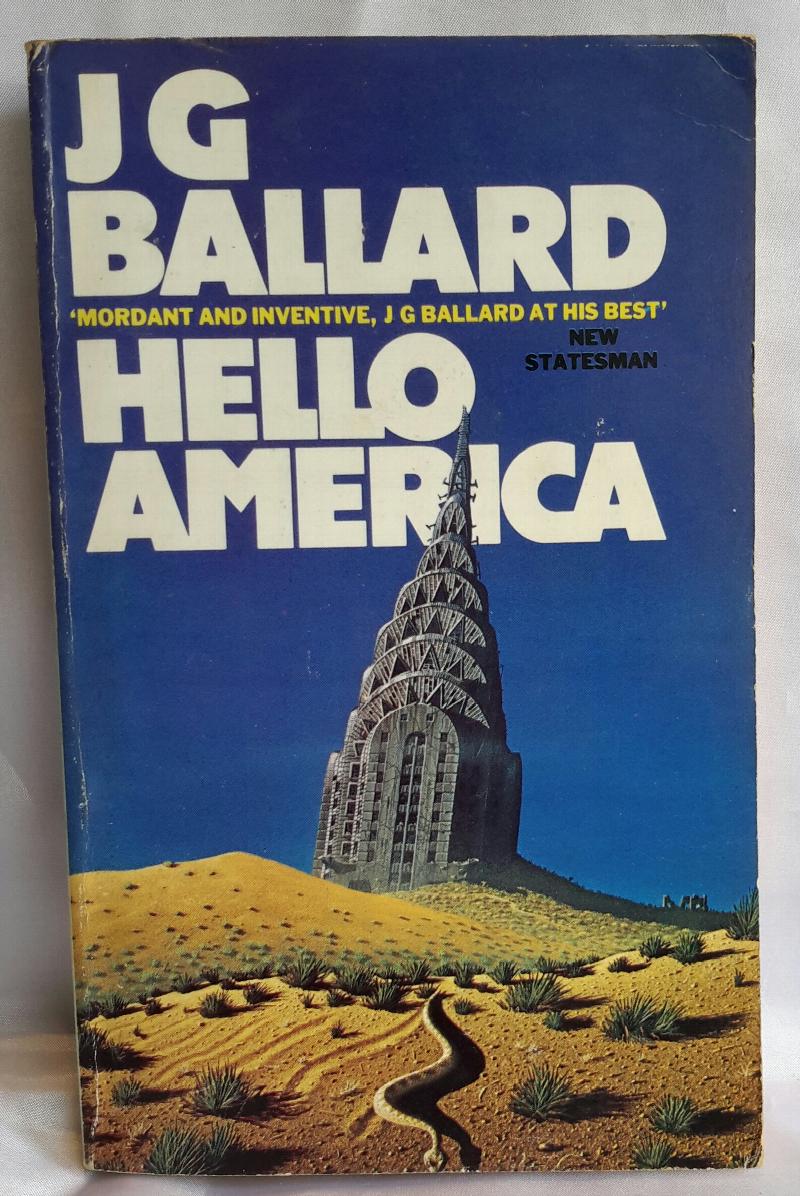 J G
BALLARD
'MORDANT AND INVENTIVE, J G BALLARD AT HIS BEST'
NEW
STATESMAN
HELLO
AMERICA